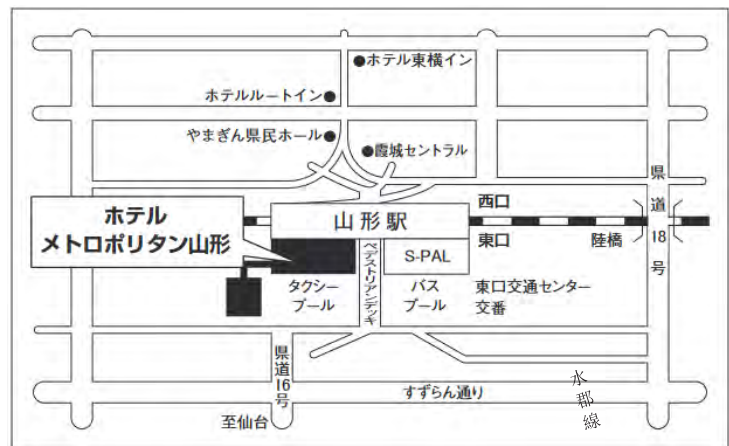 ホテル東横イン
ホテルルートイン
やまぎん県民ホール
霞城セントラル
県道18号
ホテル
メトロポリタン山形
山形駅
西口
東口
陸橋
S-PAL
ペデストリアンデッキ
タクシー
プール
バス
プール
東口交通センター
交番
県道16号
すずらん通り
水郡線
至仙台